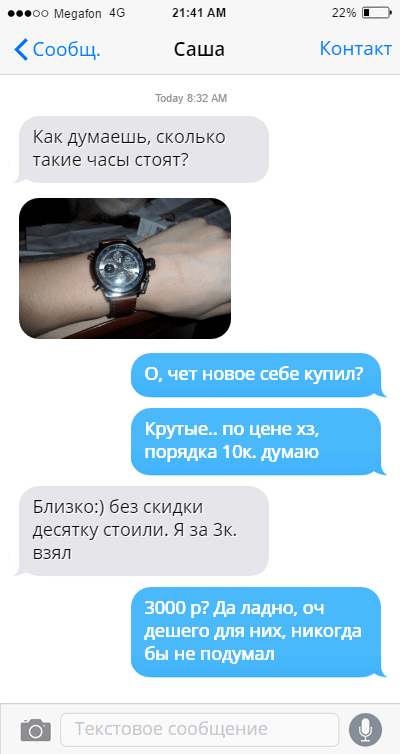 Megafon 4G 21:41 AM 22%
Сообщ. Саша Контакт
Today 8:32 AM
Как думаешь, сколько
такие часы стоят?
О, чет новое себе купил?
Крутые.. по цене хз,
порядка 10к. думаю
Близко:) без скидки
десятку стоили. Я за 3к.
взял
3000 р? Да ладно, оч
дешего для них, никогда
бы не подумал
Текстовое сообщение